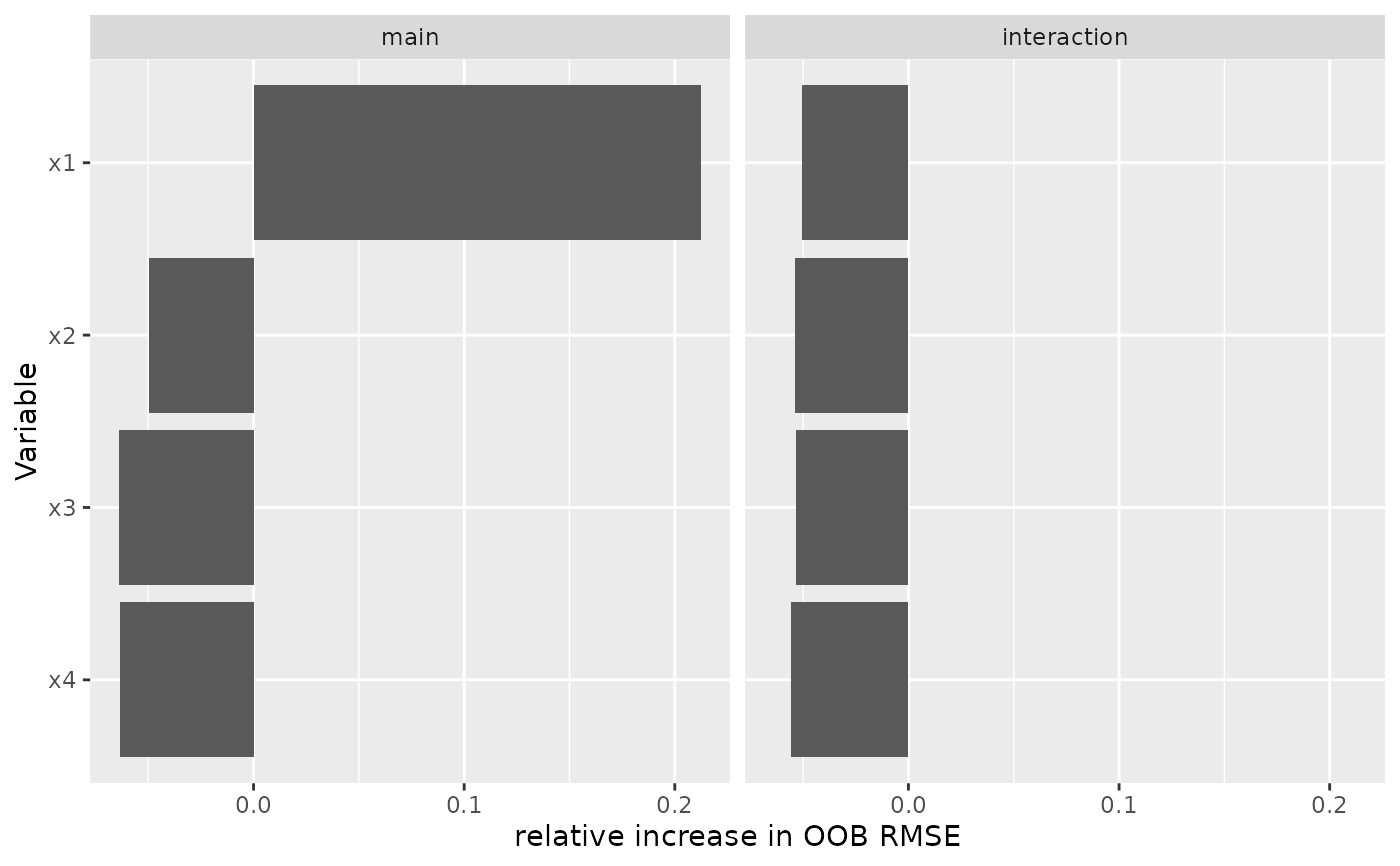 main
interaction
x1
x2
x3
x4
Variable
0.0
0.1
0.2
0.0
0.1
0.2
relative increase in OOB RMSE